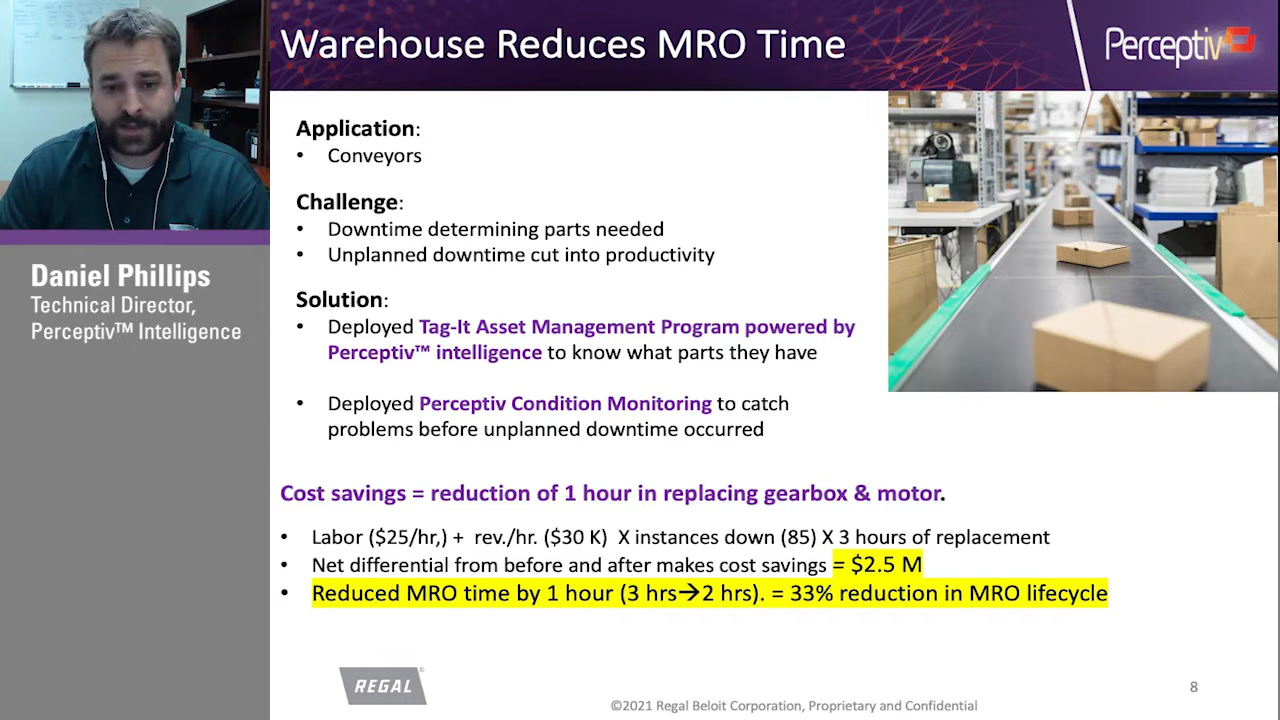 Warehouse Reduces MRO Time
Perceptiv
Application:
• Conveyors
Challenge:
• Downtime determining parts needed
• Unplanned downtime cut into productivity
Solution:
• Deployed Tag-It Asset Management Program powered by
Perceptiv™ intelligence to know what parts they have
• Deployed Perceptiv Condition Monitoring to catch
problems before unplanned downtime occurred
Cost savings = reduction of 1 hour in replacing gearbox & motor.
• Labor ($25/hr,) + rev./hr. ($30 K) X instances down (85) X 3 hours of replacement
• Net differential from before and after makes cost savings = $2.5 M
• Reduced MRO time by 1 hour (3 hrs→2 hrs). = 33% reduction in MRO lifecycle
Daniel Phillips
Technical Director,
Perceptiv™ Intelligence
REGAL®
©2021 Regal Beloit Corporation, Proprietary and Confidential
8